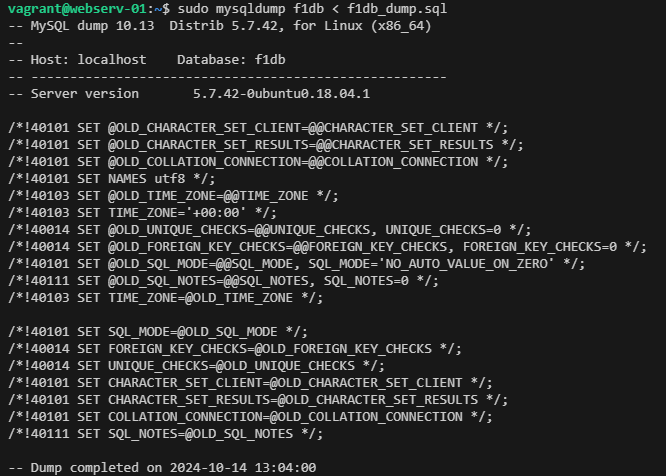 vagrant@webserv-01:~$ sudo mysqldump f1db < f1db_dump.sql
-- MySQL dump 10.13  Distrib 5.7.42, for Linux (x86_64)
--
-- Host: localhost    Database: f1db
-- ------------------------------------------------------
-- Server version       5.7.42-0ubuntu0.18.04.1

/*!40101 SET @OLD_CHARACTER_SET_CLIENT=@@CHARACTER_SET_CLIENT */;
/*!40101 SET @OLD_CHARACTER_SET_RESULTS=@@CHARACTER_SET_RESULTS */;
/*!40101 SET @OLD_COLLATION_CONNECTION=@@COLLATION_CONNECTION */;
/*!40101 SET NAMES utf8 */;
/*!40103 SET @OLD_TIME_ZONE=@@TIME_ZONE */;
/*!40103 SET TIME_ZONE='+00:00' */;
/*!40014 SET @OLD_UNIQUE_CHECKS=@@UNIQUE_CHECKS, UNIQUE_CHECKS=0 */;
/*!40014 SET @OLD_FOREIGN_KEY_CHECKS=@@FOREIGN_KEY_CHECKS, FOREIGN_KEY_CHECKS=0 */;
/*!40101 SET @OLD_SQL_MODE=@@SQL_MODE, SQL_MODE='NO_AUTO_VALUE_ON_ZERO' */;
/*!40111 SET @OLD_SQL_NOTES=@@SQL_NOTES, SQL_NOTES=0 */;
/*!40103 SET TIME_ZONE=@OLD_TIME_ZONE */;

/*!40101 SET SQL_MODE=@OLD_SQL_MODE */;
/*!40014 SET FOREIGN_KEY_CHECKS=@OLD_FOREIGN_KEY_CHECKS */;
/*!40014 SET UNIQUE_CHECKS=@OLD_UNIQUE_CHECKS */;
/*!40101 SET CHARACTER_SET_CLIENT=@OLD_CHARACTER_SET_CLIENT */;
/*!40101 SET CHARACTER_SET_RESULTS=@OLD_CHARACTER_SET_RESULTS */;
/*!40101 SET COLLATION_CONNECTION=@OLD_COLLATION_CONNECTION */;
/*!40111 SET SQL_NOTES=@OLD_SQL_NOTES */;

-- Dump completed on 2024-10-14 13:04:00